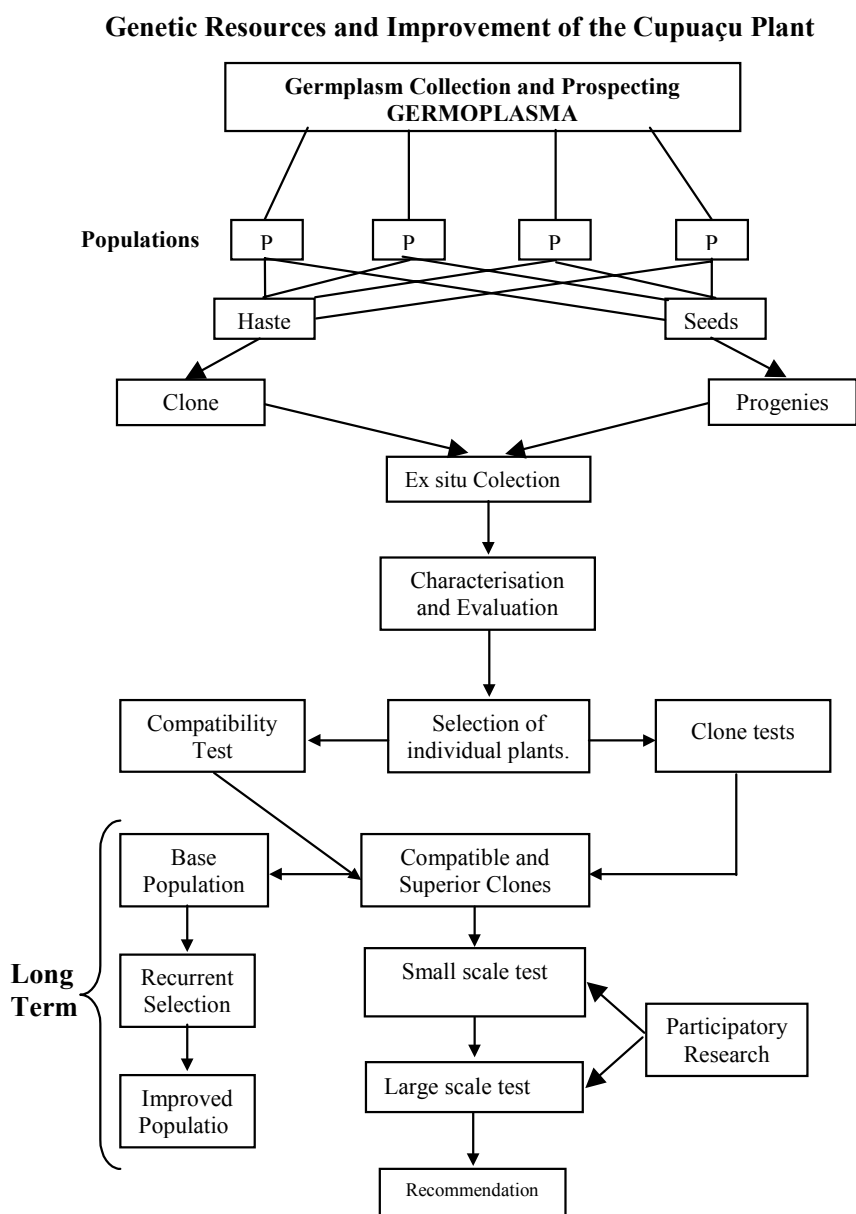 Genetic Resources and Improvement of the Cupuaçu Plant
Germplasm Collection and Prospecting
GERMOPLASMA
Populations
P
P
P
P
Haste
Seeds
Clone
Progenies
Ex situ Colection
Characterisation
and Evaluation
Compatibility
Test
Selection of
individual plants.
Clone tests
Base
Population
Compatible and
Superior Clones
Long
Term
Recurrent
Selection
Small scale test
Participatory
Research
Improved
Populatio
Large scale test
Recommendation